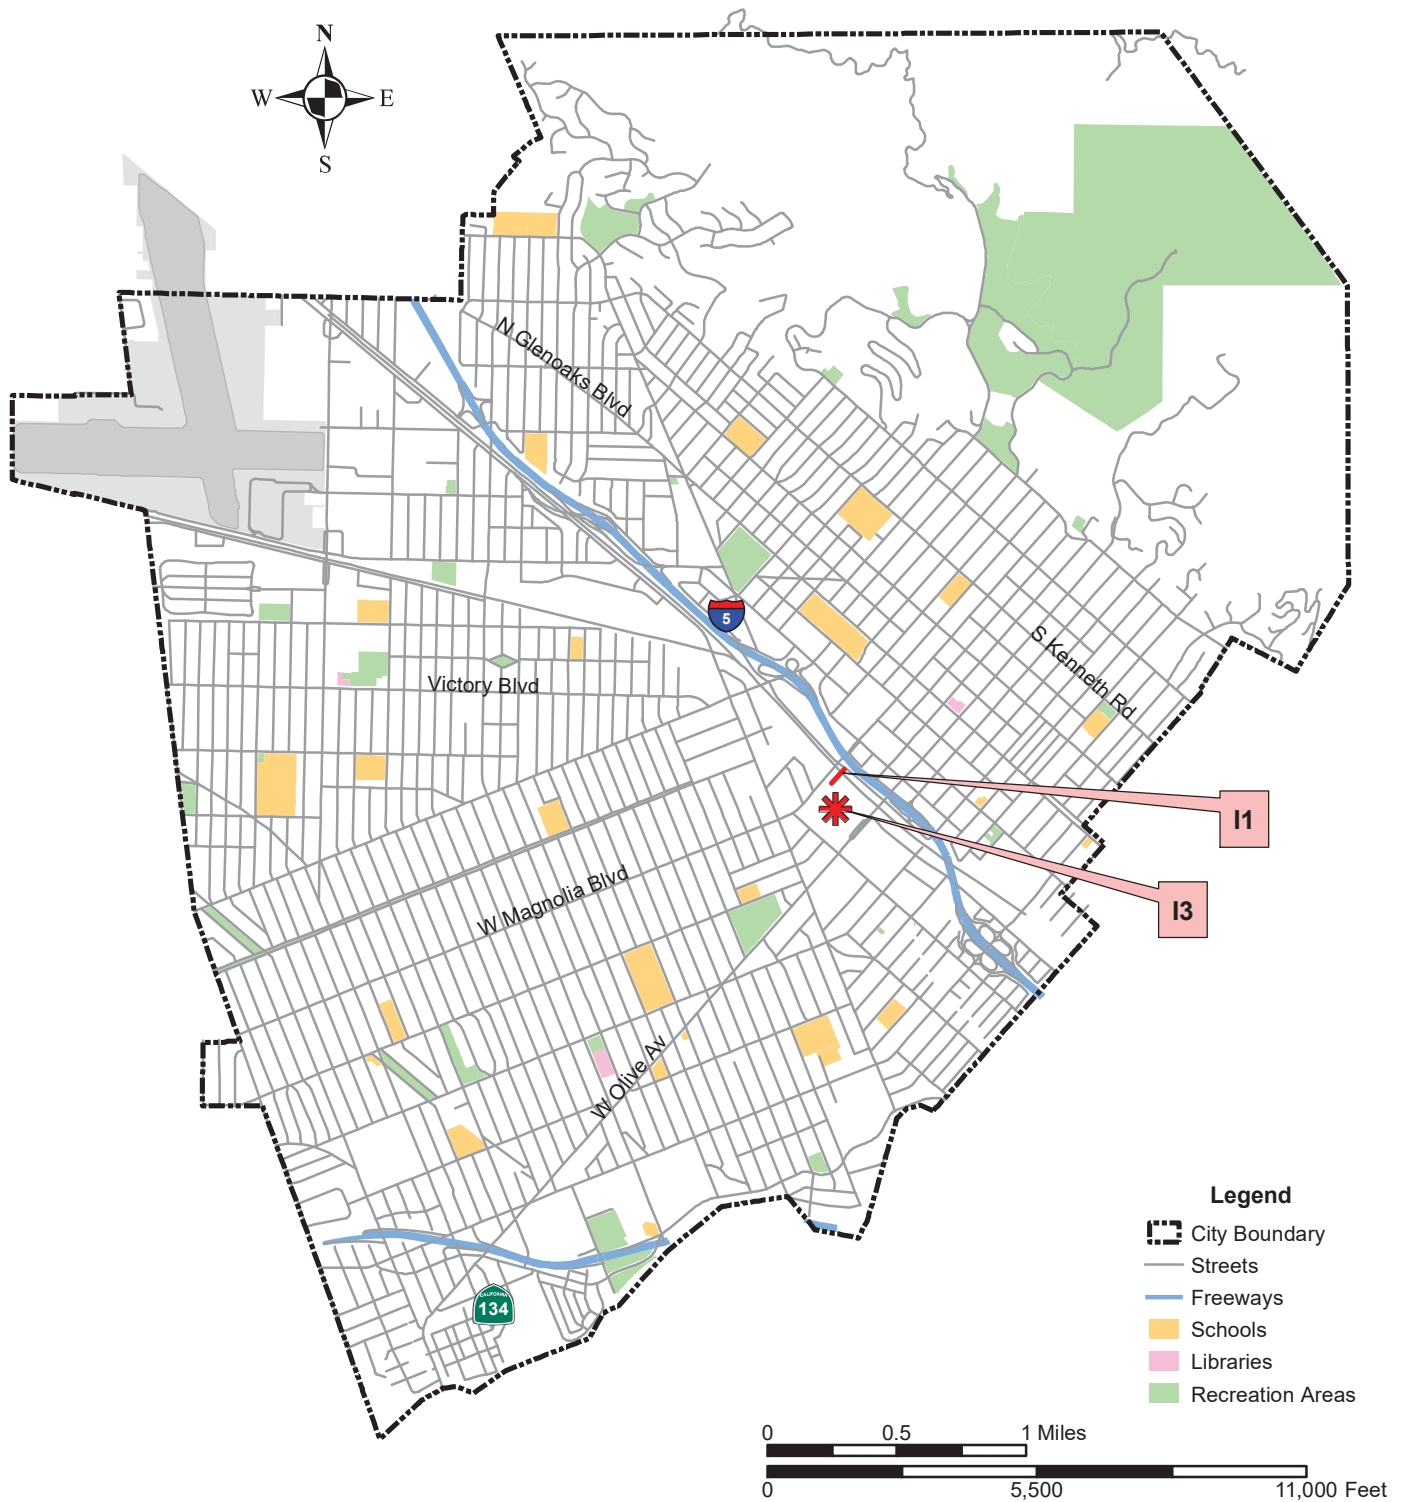 N
W E
S
N Glenoaks Blvd
5
S Kenneth Rd
Victory Blvd
I1
W Magnolia Blvd
I3
W Olive Av
Legend
City Boundary
Streets
Freeways
CALIFORNIA
134
Schools
Libraries
Recreation Areas
0 0.5 1 Miles
0 5,500 11,000 Feet